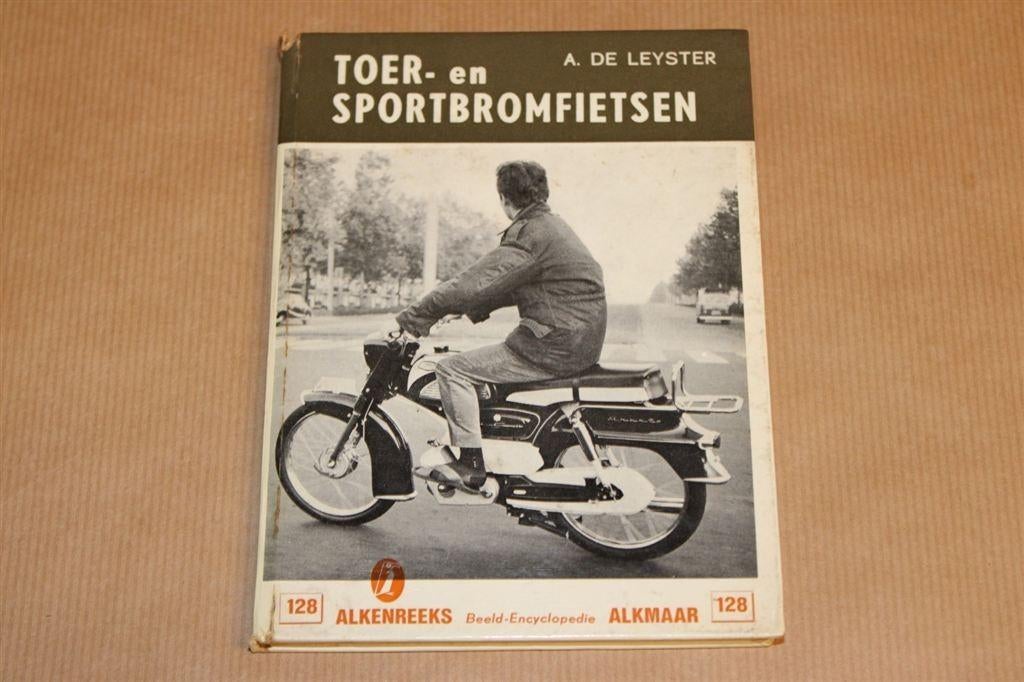 A. DE LEYSTER
TOER- en
SPORTBROMFIETSEN
128 ALKENREEKS Beeld-Encyclopedie ALKMAAR 128